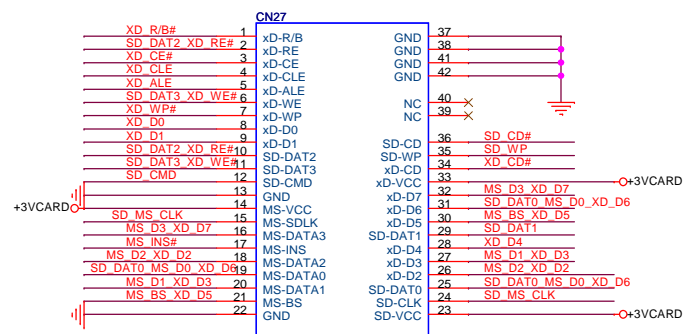 CN27
XD_R/B# 1 xD-R/B GND 37
SD_DAT2_XD_RE# 2 xD-RE GND 38
XD_CE# 3 xD-CE GND 41
XD_CLE 4 xD-CLE GND 42
XD_ALE 5 xD-ALE
SD_DAT3_XD_WE# 6 xD-WE NC 40
XD_WP# 7 xD-WP NC 39
XD_D0 8 xD-D0
XD_D1 9 xD-D1 SD-CD 36 SD_CD#
SD_DAT2_XD_RE# 10 SD-DAT2 SD-WP 35 SD_WP
SD_DAT3_XD_WE# 11 SD-DAT3 xD-CD 34 XD_CD#
SD_CMD 12 SD-CMD xD-VCC 33 +3VCARD
13 GND xD-D7 32 MS_D3_XD_D7
+3VCARD 14 MS-VCC xD-D6 31 SD_DAT0_MS_D0_XD_D6
SD_MS_CLK 15 MS-SDLK xD-D5 30 MS_BS_XD_D5
MS_D3_XD_D7 16 MS-DATA3 SD-DAT1 29 SD_DAT1
MS_INS# 17 MS-INS xD-D4 28 XD_D4
MS_D2_XD_D2 18 MS-DATA2 xD-D3 27 MS_D1_XD_D3
SD_DAT0_MS_D0_XD_D6 19 MS-DATA0 xD-D2 26 MS_D2_XD_D2
MS_D1_XD_D3 20 MS-DATA1 SD-DAT0 25 SD_DAT0_MS_D0_XD_D6
MS_BS_XD_D5 21 MS-BS SD-CLK 24 SD_MS_CLK
22 GND SD-VCC 23 +3VCARD